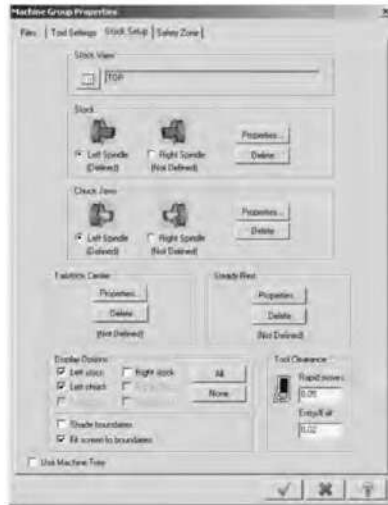 Machine Group Properties
Files Tool Settings Stock Setup Safety Zone
Stock View
TOP
Stock
Left Spindle Right Spindle Properties...
(Defined) (Not Defined) Delete
Chuck Jaws
Left Spindle Right Spindle Properties...
(Defined) (Not Defined) Delete
Tailstock Center Steady Rest
Properties... Properties...
Delete Delete
(Not Defined) (Not Defined)
Display Options Tool Clearance
Left stock Right stock All Rapid moves:
Left chuck None 0.05
Entry/Exit
0.02
Shade boundaries
Fit screen to boundaries
Use Machine Tree